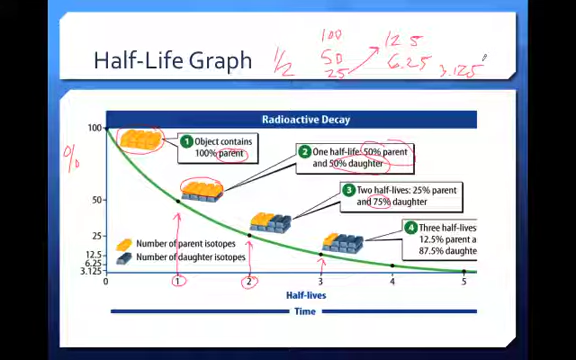 Half-Life Graph
1/2
100
50
25
12 5
6.25
3.125
Radioactive Decay
%
100
50
25
12.5
6.25
3.125
1 Object contains
100% parent
2 One half-life: 50% parent
and 50% daughter
3 Two half-lives: 25% parent
and 75% daughter
4 Three half-lives
12.5% parent a
87.5% daughte
Number of parent isotopes
Number of daughter isotopes
0 1 2 3 4 5
Half-lives
Time